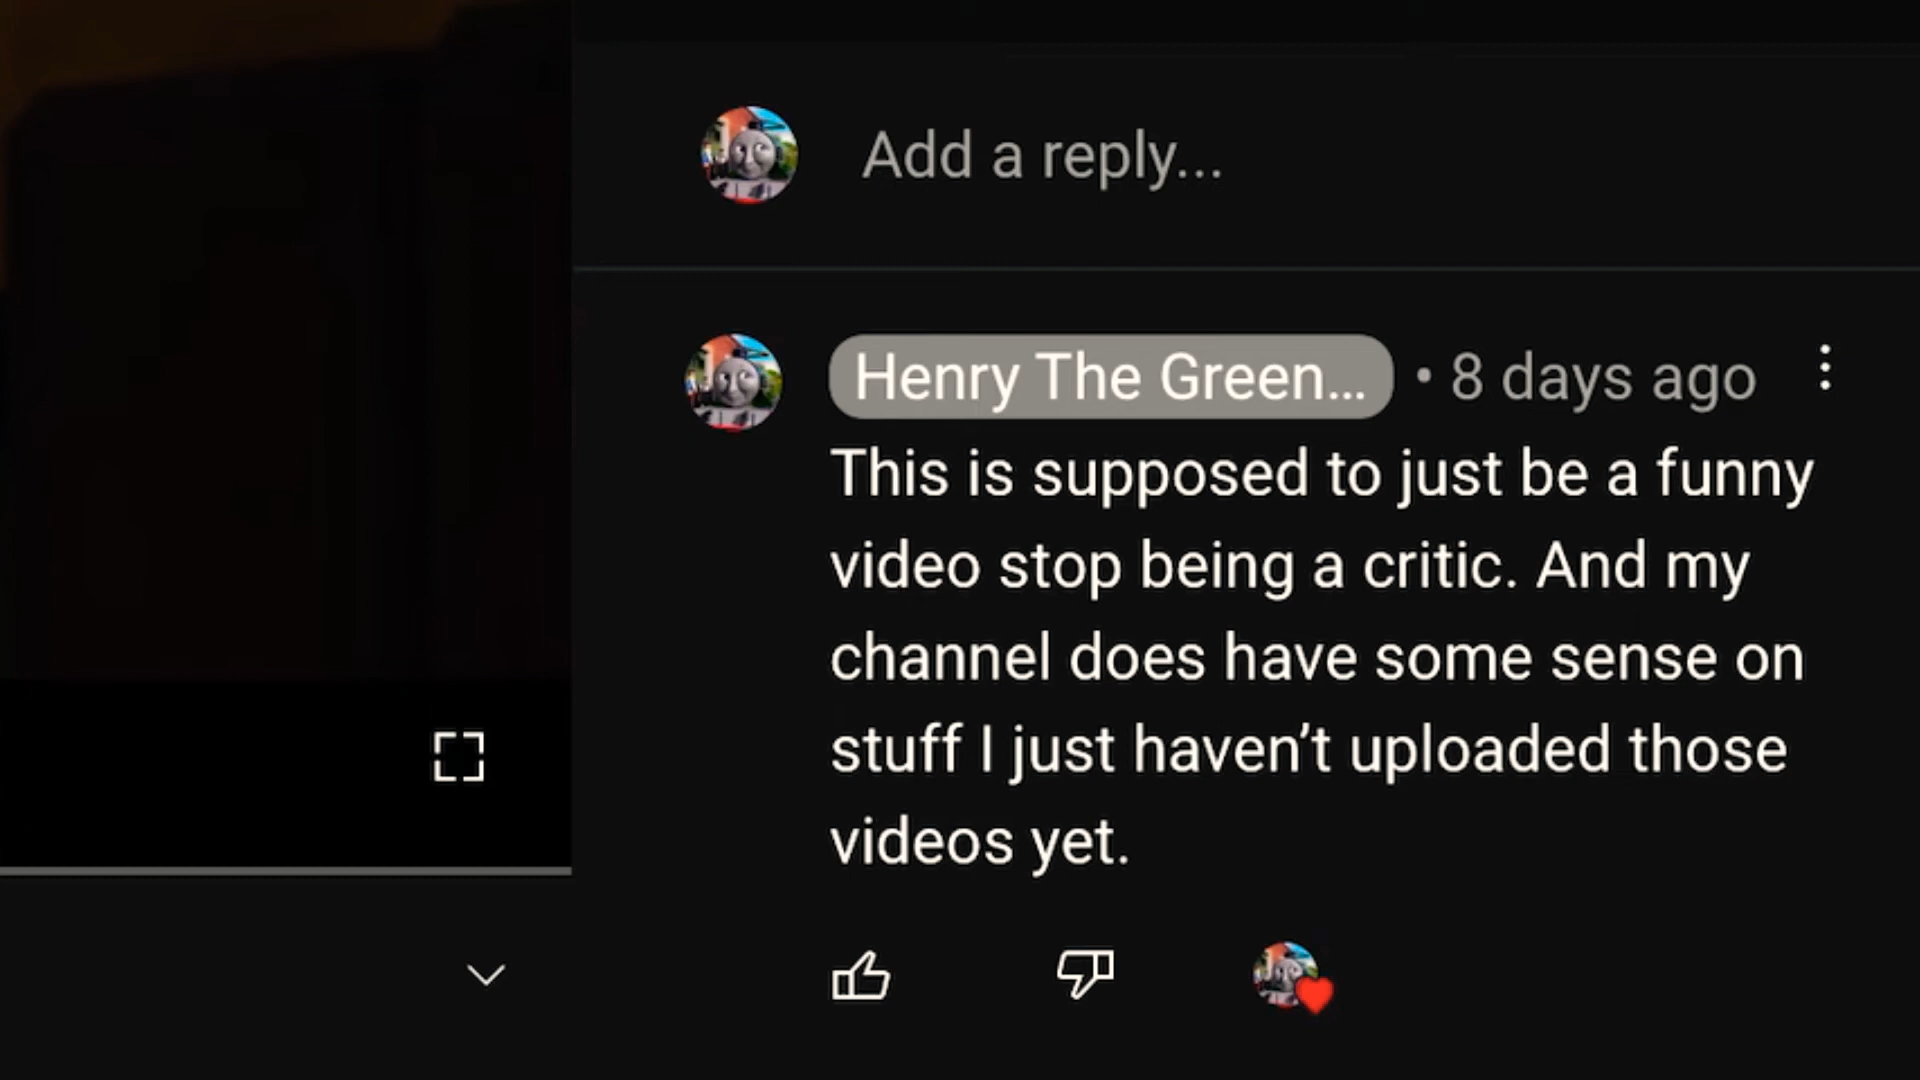 Add a reply...
Henry The Green... • 8 days ago
This is supposed to just be a funny
video stop being a critic. And my
channel does have some sense on
stuff I just haven’t uploaded those
videos yet.